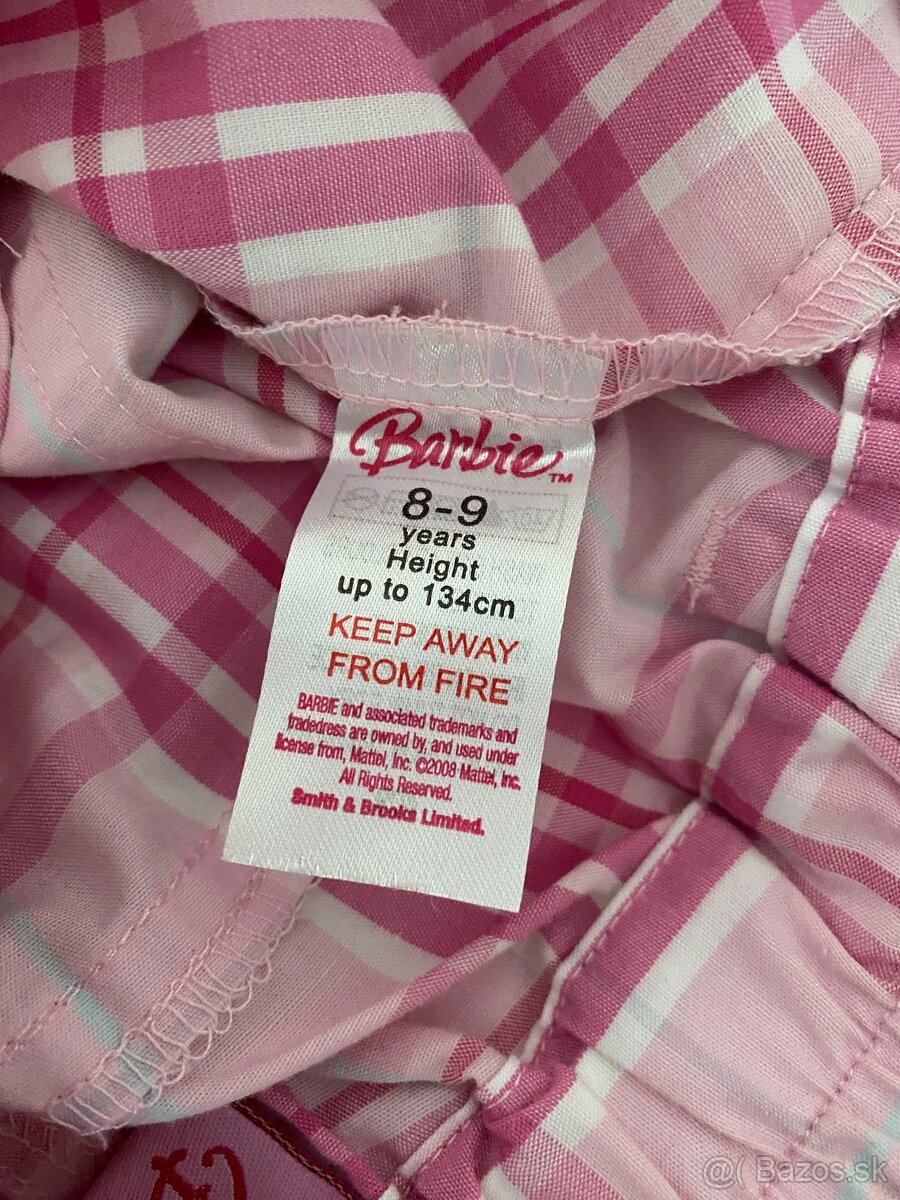 Barbie™
8-9
years
Height
up to 134cm
KEEP AWAY
FROM FIRE
BARBIE and associated trademarks and
tradedress are owned by, and used under
license from, Mattel, Inc. ©2008 Mattel, Inc.
All Rights Reserved.
Smith & Brooks Limited.
@( Bazos.sk